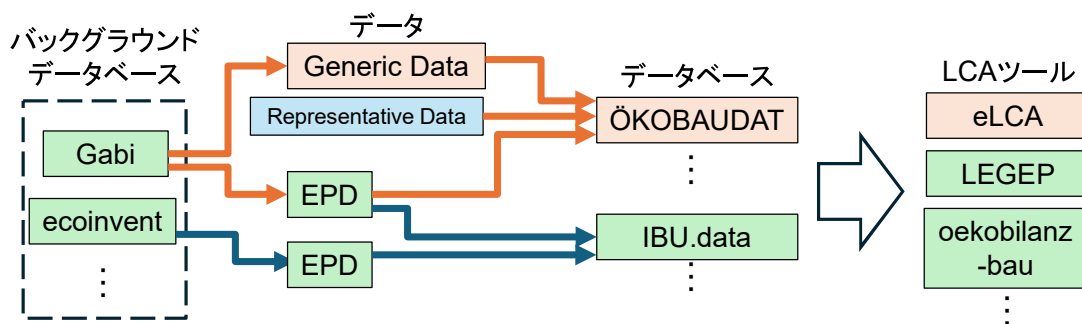 バックグラウンド
データベース
Gabi
ecoinvent
⋮
データ
Generic Data
Representative Data
EPD
EPD
データベース
ÖKOBAUDAT
⋮
IBU.data
⋮
LCAツール
eLCA
LEGEP
oekobilanz
-bau
⋮